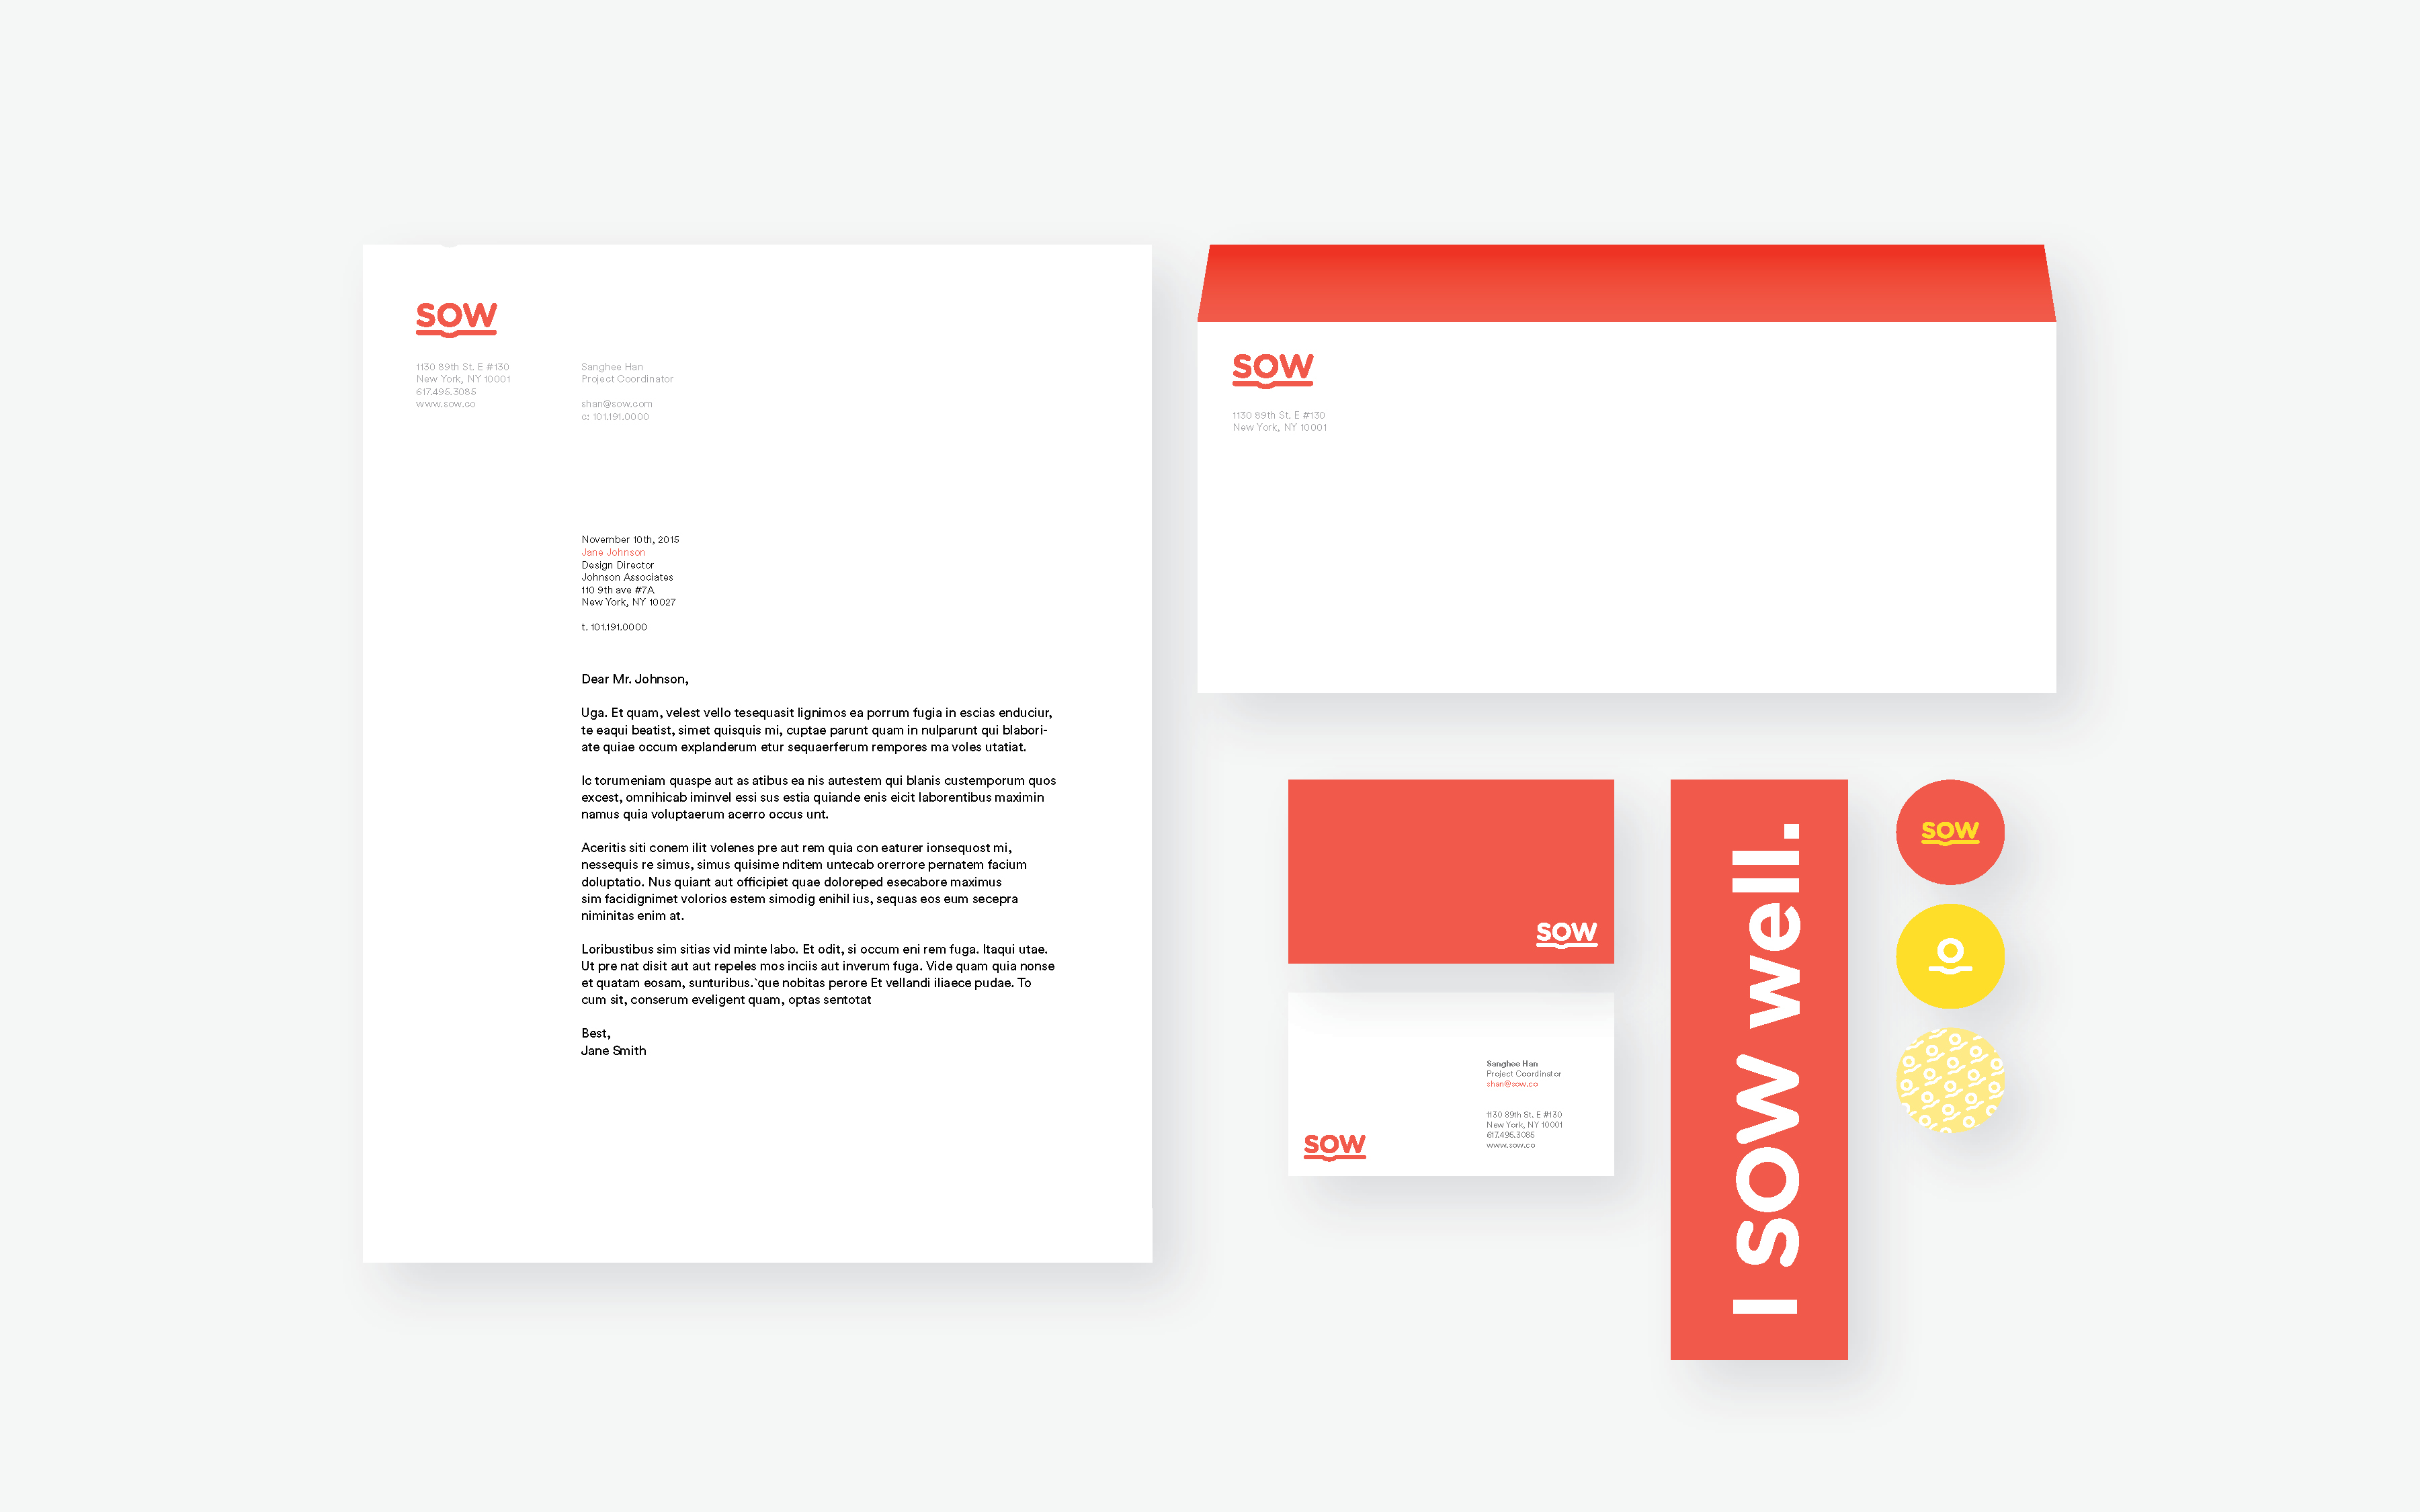 sow
1130 89th St. E #130
New York, NY 10001
617.495.3085
www.sow.co
Sanghee Han
Project Coordinator
shan@sow.com
c: 101.191.0000
November 10th, 2015
Jane Johnson
Design Director
Johnson Associates
110 9th ave #7A
New York, NY 10027
t. 101.191.0000
Dear Mr. Johnson,
Uga. Et quam, velest vello tesequasit lignimos ea porrum fugia in escias enduciur,
te eaqui beatist, simet quisquis mi, cuptae parunt quam in nulparunt qui blabori-
ate quiae occum explanderum etur sequaerferum rempores ma voles utatiat.
Ic torumeniam quaspe aut as atibus ea nis autestem qui blanis custemporum quos
excest, omnihicab iminvel essi sus estia quiande enis eicit laborentibus maximin
namus quia voluptaerum acerro occus unt.
Aceritis siti conem ilit volenes pre aut rem quia con eaturer ionsequost mi,
nessequis re simus, simus quisime nditem untecab orerrore pernatem facium
doluptatio. Nus quiant aut officipiet quae doloreped esecabore maximus
sim facidignimet volorios estem simodig enihil ius, sequas eos eum secepra
niminitas enim at.
Loribustibus sim sitias vid minte labo. Et odit, si occum eni rem fuga. Itaqui utae.
Ut pre nat disit aut aut repeles mos inciis aut inverum fuga. Vide quam quia nonse
et quatam eosam, sunturibus.`que nobitas perore Et vellandi iliaece pudae. To
cum sit, conserum eveligent quam, optas sentotat
Best,
Jane Smith
sow
1130 89th St. E #130
New York, NY 10001
sow
Sanghee Han
Project Coordinator
shan@sow.co
1130 89th St. E #130
New York, NY 10001
617.495.3085
www.sow.co
sow
I sow well.
sow